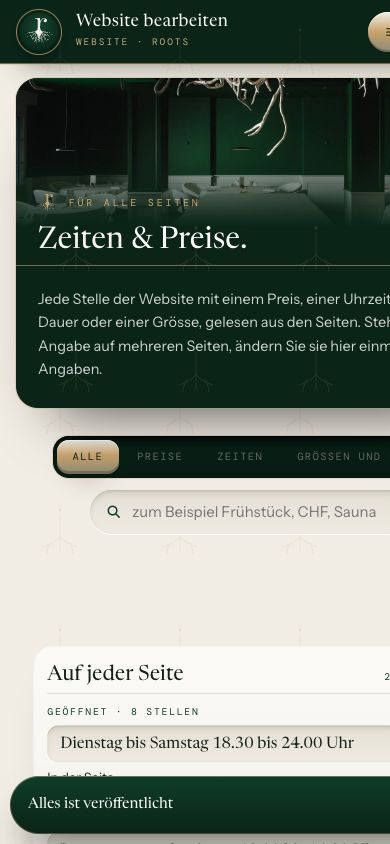 r
Website bearbeiten
WEBSITE · ROOTS
r FÜR ALLE SEITEN
Zeiten & Preise.
Jede Stelle der Website mit einem Preis, einer Uhrzeit
Dauer oder einer Grösse, gelesen aus den Seiten.
Angabe auf mehreren Seiten, ändern Sie sie hier
Angaben.
ALLE PREISE ZEITEN GRÖSSEN UND
zum Beispiel Frühstück, CHF, Sauna
Auf jeder Seite
GEÖFFNET · 8 STELLEN
Dienstag bis Samstag 18.30 bis 24.00 Uhr
In der Seite
Alles ist veröffentlicht